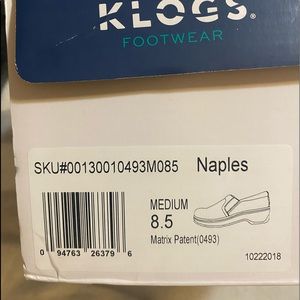 KLOGS®
FOOTWEAR
SKU#00130010493M085 Naples
MEDIUM
8.5
Matrix Patent(0493)
0 94763 26379 6
10222018